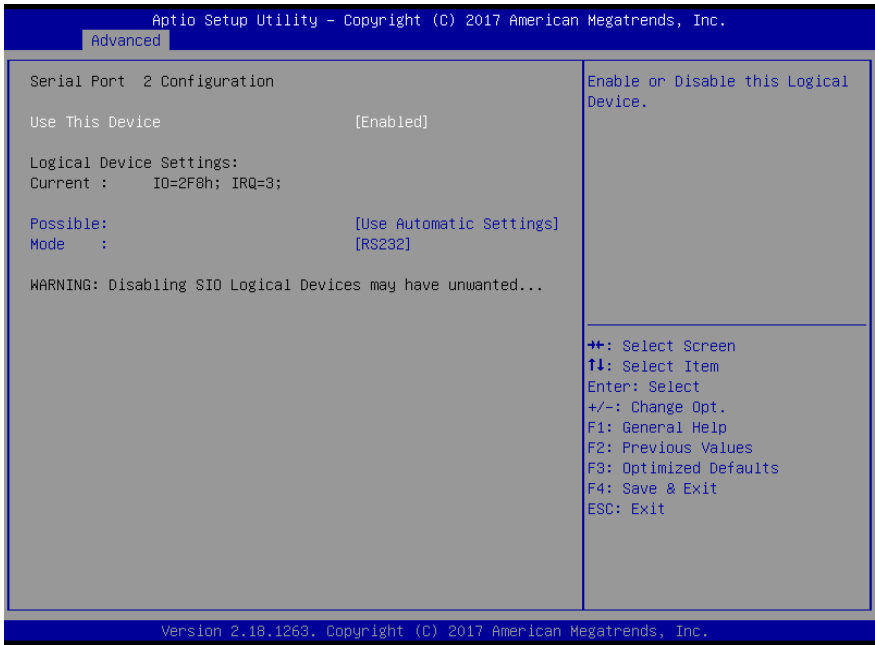 Aptio Setup Utility – Copyright (C) 2017 American Megatrends, Inc.
Advanced
Serial Port  2 Configuration
Use This Device [Enabled]
Logical Device Settings:
Current : IO=2F8h; IRQ=3;
Possible: [Use Automatic Settings]
Mode : [RS232]
WARNING: Disabling SIO Logical Devices may have unwanted...
Enable or Disable this Logical
Device.
→←: Select Screen
↑↓: Select Item
Enter: Select
+/-: Change Opt.
F1: General Help
F2: Previous Values
F3: Optimized Defaults
F4: Save & Exit
ESC: Exit
Version 2.18.1263. Copyright (C) 2017 American Megatrends, Inc.